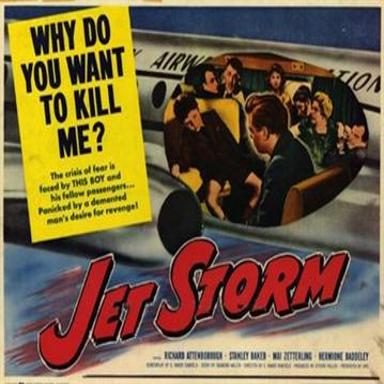 WHY DO
YOU WANT
TO KILL
ME?
The crisis of fear is
faced by THIS BOY and
his fellow passengers...
Panicked by a demented
man's desire for revenge!
AIRW
TION
JET STORM
RICHARD ATTENBOROUGH · STANLEY BAKER · MAI ZETTERLING · HERMIONE BADDELEY